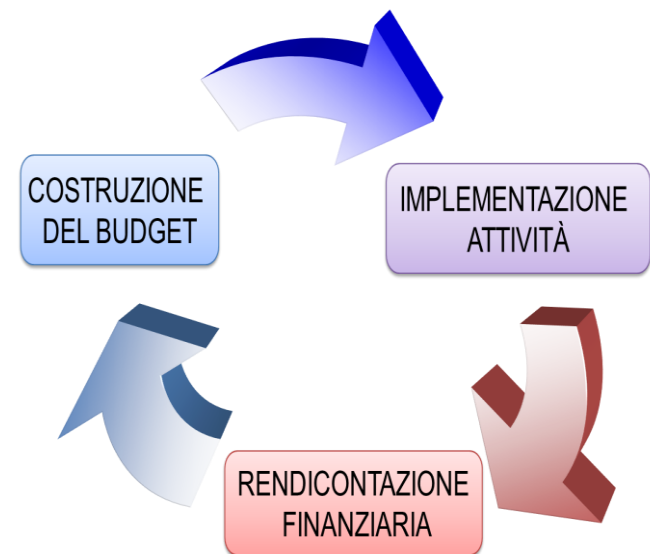 COSTRUZIONE
DEL BUDGET
IMPLEMENTAZIONE
ATTIVITÀ
RENDICONTAZIONE
FINANZIARIA